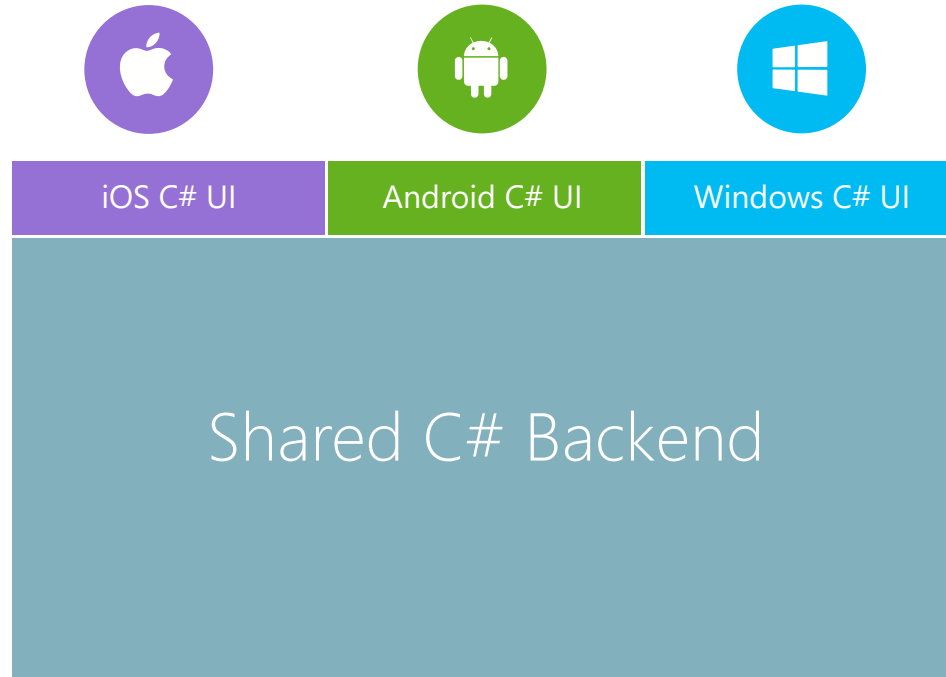 iOS C# UI
Android C# UI
Windows C# UI
Shared C# Backend